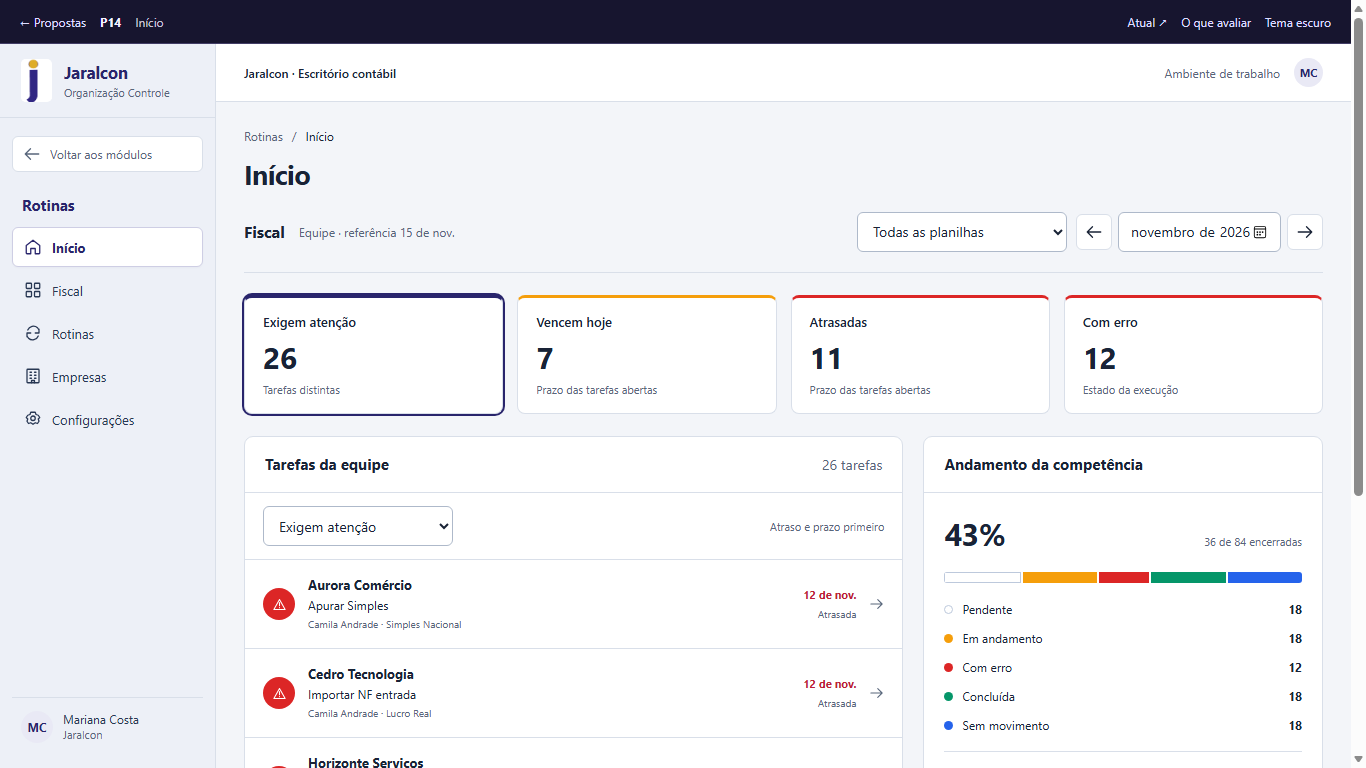 ← Propostas P14 Início Atual ↗ O que avaliar Tema escuro
Jaralcon
Organização Controle
Jaralcon · Escritório contábil
Ambiente de trabalho MC
Voltar aos módulos
Rotinas
Início
Fiscal
Rotinas
Empresas
Configurações
MC Mariana Costa
Jaralcon
Rotinas / Início
Início
Fiscal Equipe · referência 15 de nov.
Todas as planilhas
novembro de 2026
Exigem atenção
26
Tarefas distintas
Vencem hoje
7
Prazo das tarefas abertas
Atrasadas
11
Prazo das tarefas abertas
Com erro
12
Estado da execução
Tarefas da equipe 26 tarefas
Exigem atenção Atraso e prazo primeiro
Aurora Comércio
Apurar Simples
Camila Andrade · Simples Nacional
12 de nov.
Atrasada
Cedro Tecnologia
Importar NF entrada
Camila Andrade · Lucro Real
12 de nov.
Atrasada
Horizonte Serviços
Andamento da competência
43% 36 de 84 encerradas
Pendente 18
Em andamento 18
Com erro 12
Concluída 18
Sem movimento 18